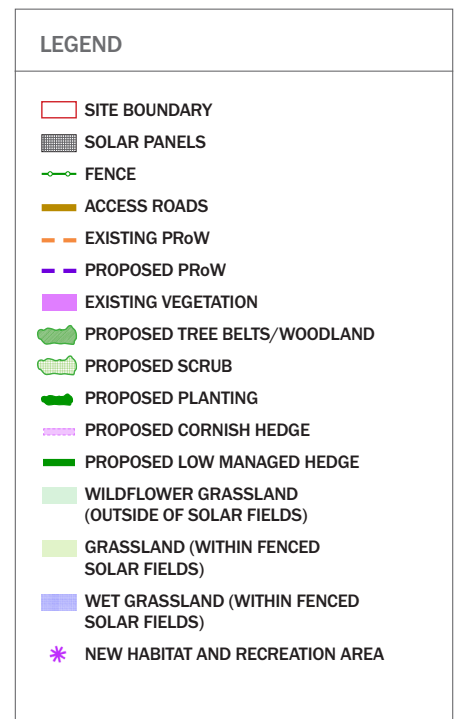 LEGEND
SITE BOUNDARY
SOLAR PANELS
FENCE
ACCESS ROADS
EXISTING PRoW
PROPOSED PRoW
EXISTING VEGETATION
PROPOSED TREE BELTS/WOODLAND
PROPOSED SCRUB
PROPOSED PLANTING
PROPOSED CORNISH HEDGE
PROPOSED LOW MANAGED HEDGE
WILDFLOWER GRASSLAND
(OUTSIDE OF SOLAR FIELDS)
GRASSLAND (WITHIN FENCED
SOLAR FIELDS)
WET GRASSLAND (WITHIN FENCED
SOLAR FIELDS)
NEW HABITAT AND RECREATION AREA